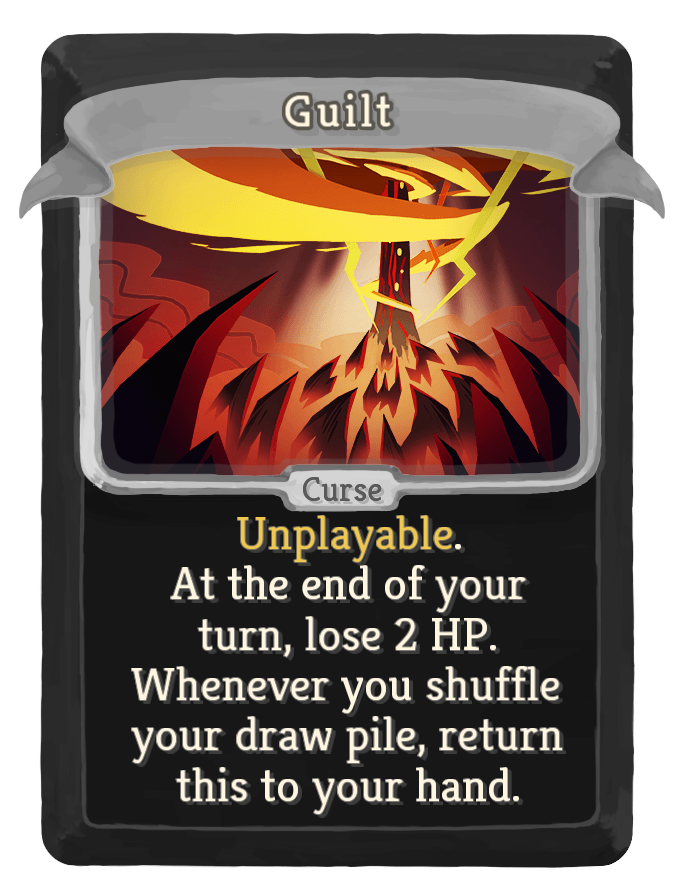 Guilt
Curse
Unplayable.
At the end of your
turn, lose 2 HP.
Whenever you shuffle
your draw pile, return
this to your hand.